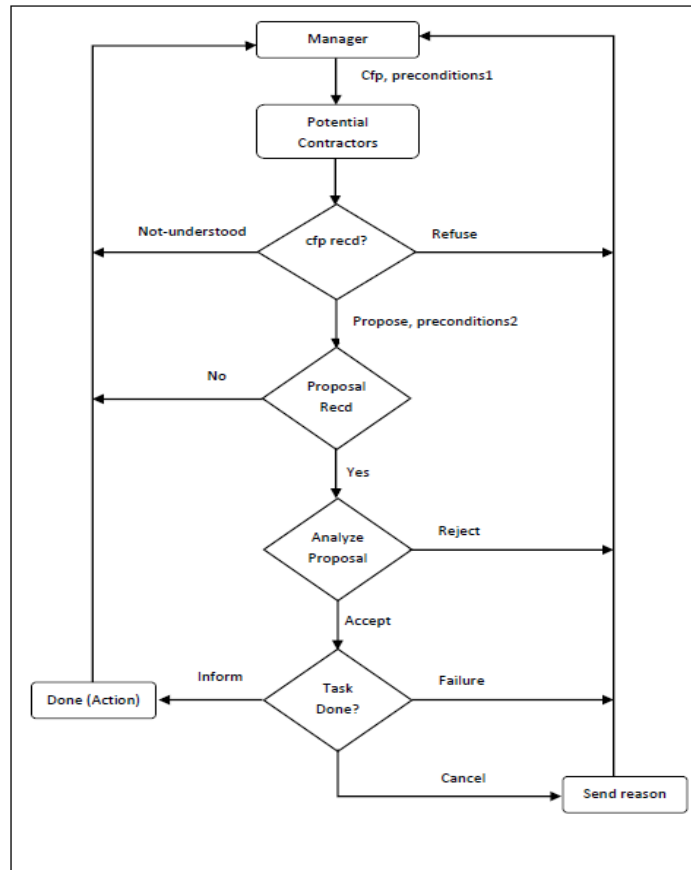 Manager
Cfp, preconditions1
Potential
Contractors
Not-understood
cfp recd?
Refuse
Propose, preconditions2
No
Proposal
Recd
Yes
Analyze
Proposal
Reject
Accept
Inform
Task
Done?
Failure
Done (Action)
Cancel
Send reason